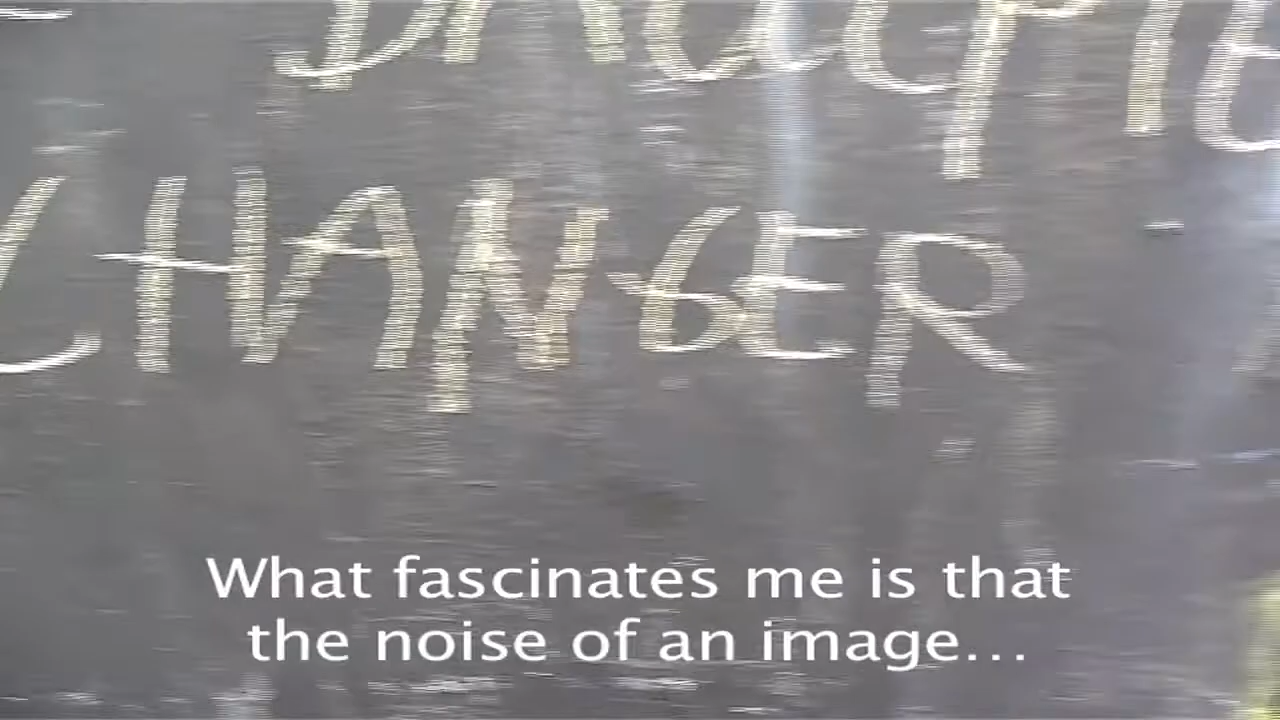 CHANGER
What fascinates me is that
the noise of an image…